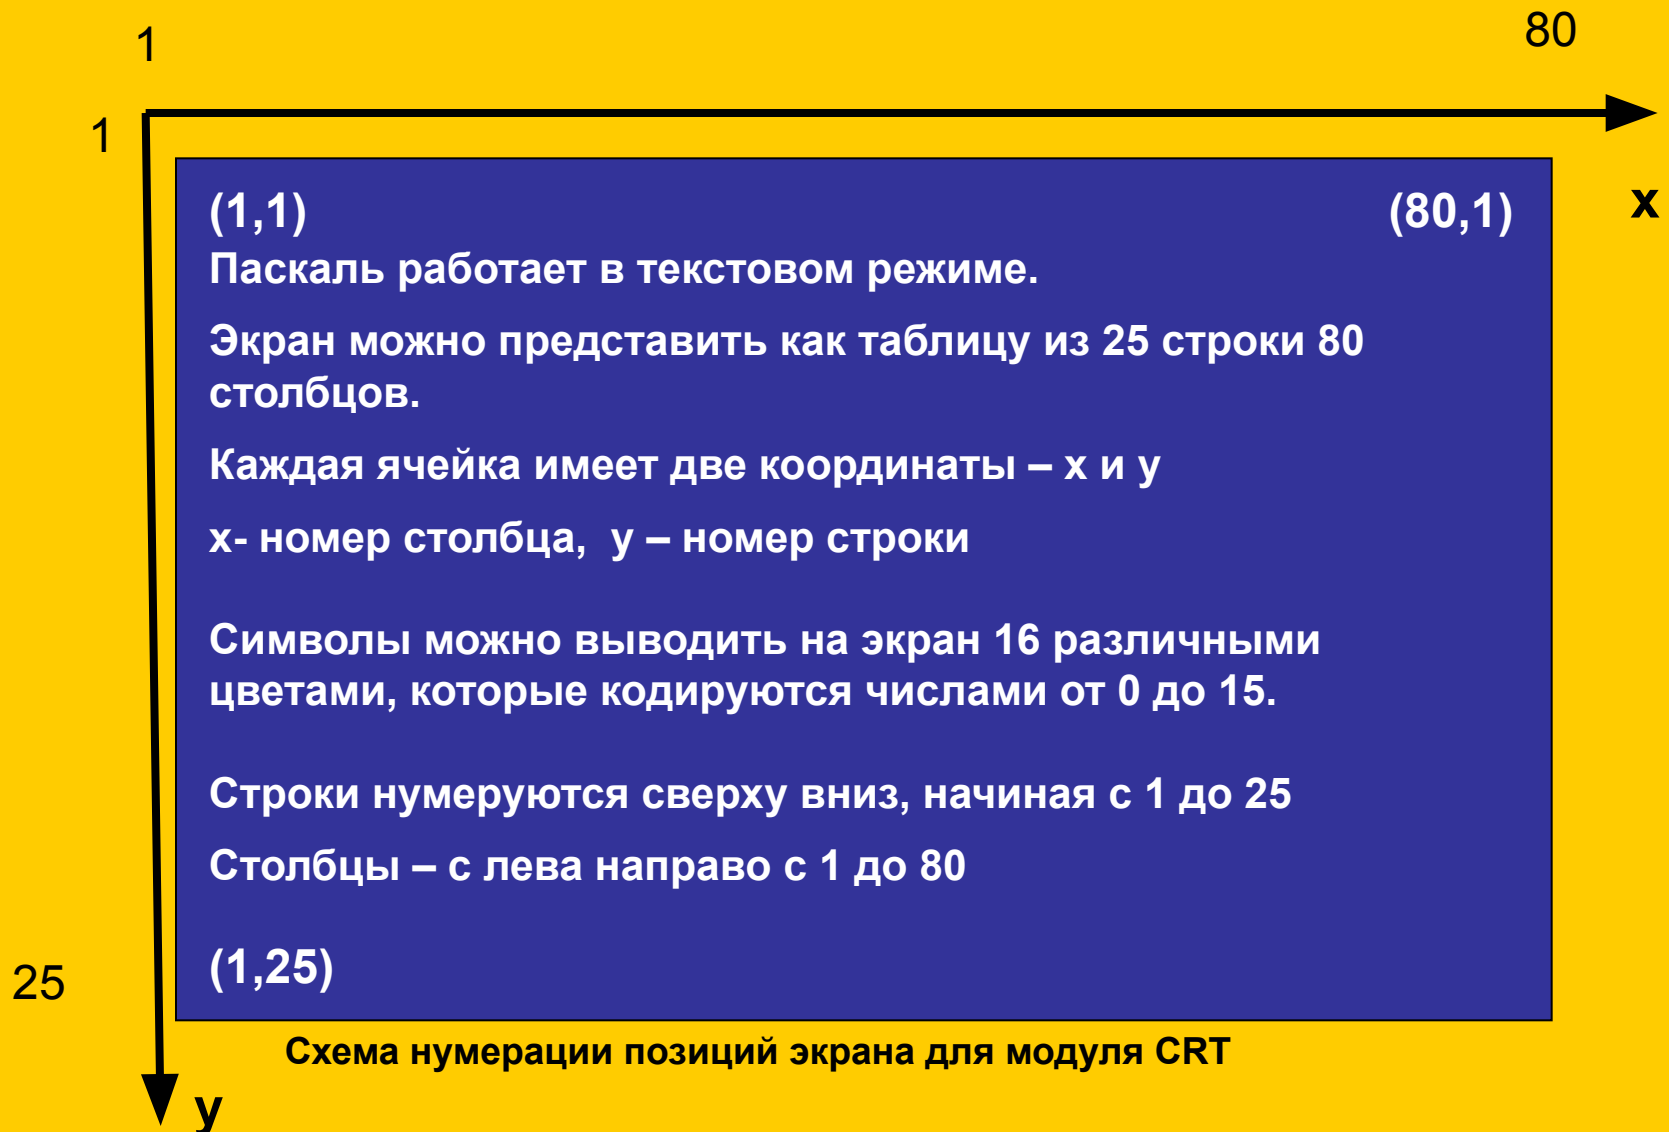 1
80
1
x
(1,1) (80,1)
Паскаль работает в текстовом режиме.
Экран можно представить как таблицу из 25 строки 80
столбцов.
Каждая ячейка имеет две координаты – х и у
х- номер столбца, у – номер строки
Символы можно выводить на экран 16 различными
цветами, которые кодируются числами от 0 до 15.
Строки нумеруются сверху вниз, начиная с 1 до 25
Столбцы – с лева направо с 1 до 80
25
(1,25)
Схема нумерации позиций экрана для модуля CRT
y